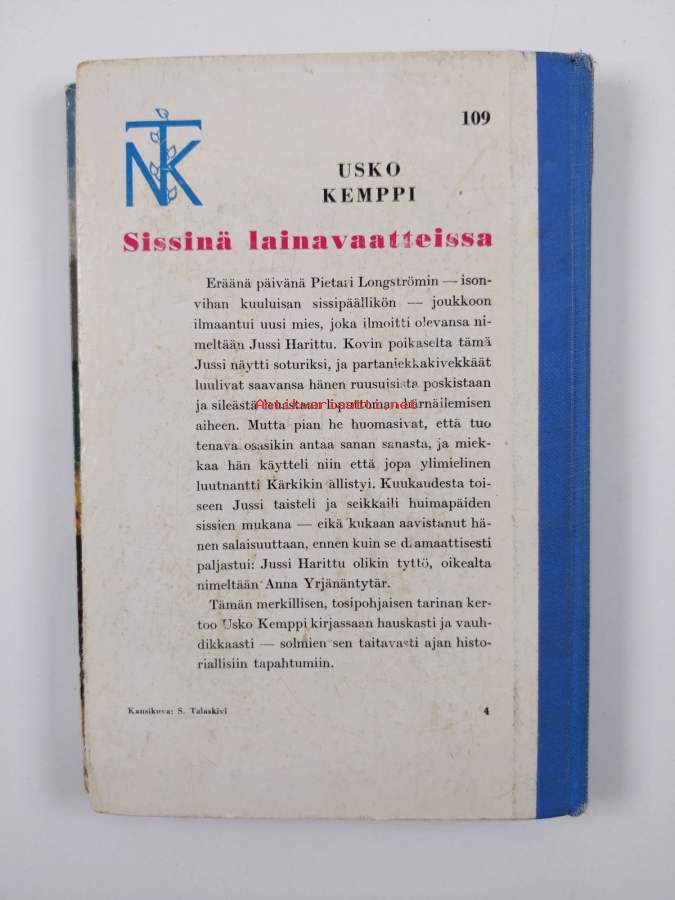 NTK
109
USKO
KEMPPI
Sissinä lainavaatteissa
Eräänä päivänä Pietari Longströmin — ison-
vihan kuuluisan sissipäällikön — joukkoon
ilmaantui uusi mies, joka ilmoitti olevansa ni-
meltään Jussi Harittu. Kovin poikaselta tämä
Jussi näytti soturiksi, ja partaniekkakivekkäät
luulivat saavansa hänen ruusuisista poskistaan
ja sileästä ihostaan loputtoman härnäilemisen
Antikvariaatti.net
aiheen. Mutta pian he huomasivat, että tuo
tenava osasikin antaa sanan sanasta, ja miek-
kaa hän käytteli niin että jopa ylimielinen
luutnantti Kärkikin ällistyi. Kuukaudesta toi-
seen Jussi taisteli ja seikkaili huimapäiden
sissien mukana — eikä kukaan aavistanut hä-
nen salaisuuttaan, ennen kuin se dramaattisesti
paljastui: Jussi Harittu olikin tyttö, oikealta
nimeltään Anna Yrjänäntytär.
Tämän merkillisen, tosipohjaisen tarinan ker-
too Usko Kemppi kirjassaan hauskasti ja vauh-
dikkaasti — solmien sen taitavasti ajan histo-
riallisiin tapahtumiin.
Kansikuva: S. Talaskivi
4